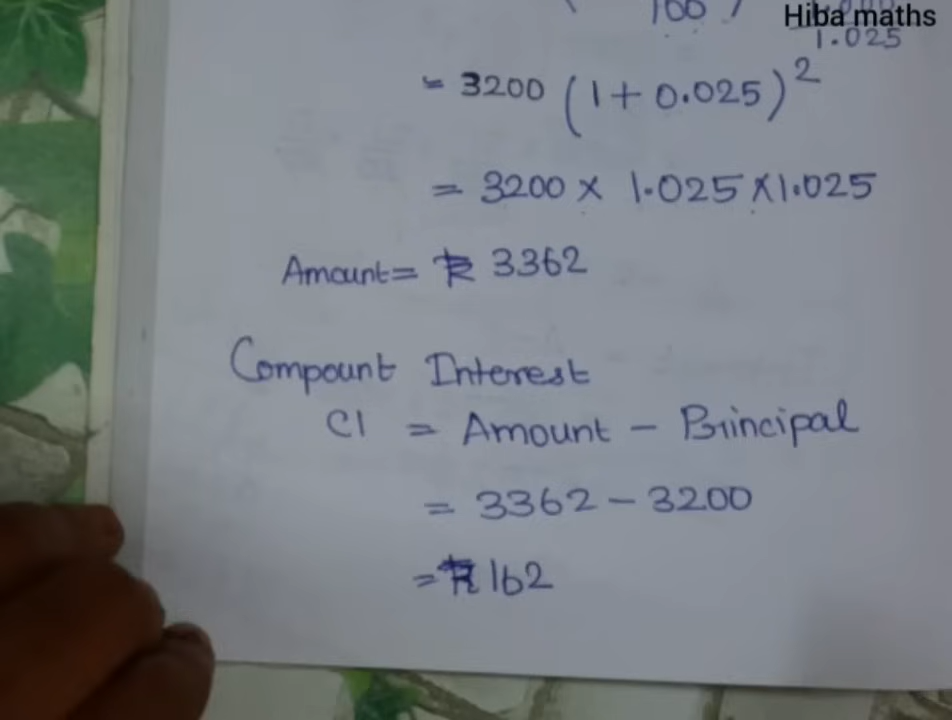 100 )
Hiba maths
1.025
= 3200 (1 + 0.025)²
= 3200 × 1.025 × 1.025
Amount = ₹ 3362
Compount Interest
CI = Amount - Principal
= 3362 - 3200
= ₹ 162